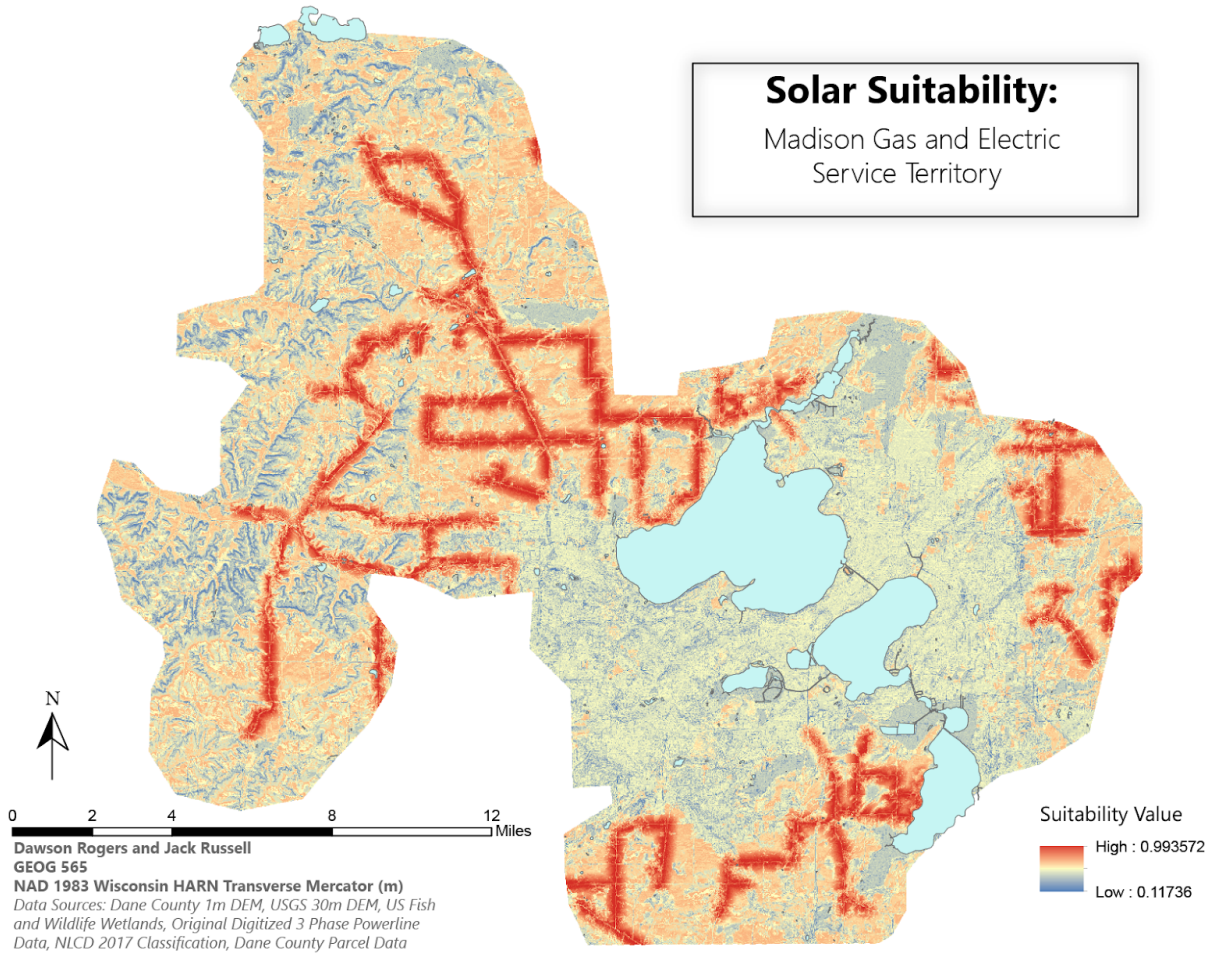 Solar Suitability:
Madison Gas and Electric
Service Territory
N
0 2 4 8 12
Miles
Dawson Rogers and Jack Russell
GEOG 565
NAD 1983 Wisconsin HARN Transverse Mercator (m)
Data Sources: Dane County 1m DEM, USGS 30m DEM, US Fish
and Wildlife Wetlands, Original Digitized 3 Phase Powerline
Data, NLCD 2017 Classification, Dane County Parcel Data
Suitability Value
High : 0.993572
Low : 0.11736